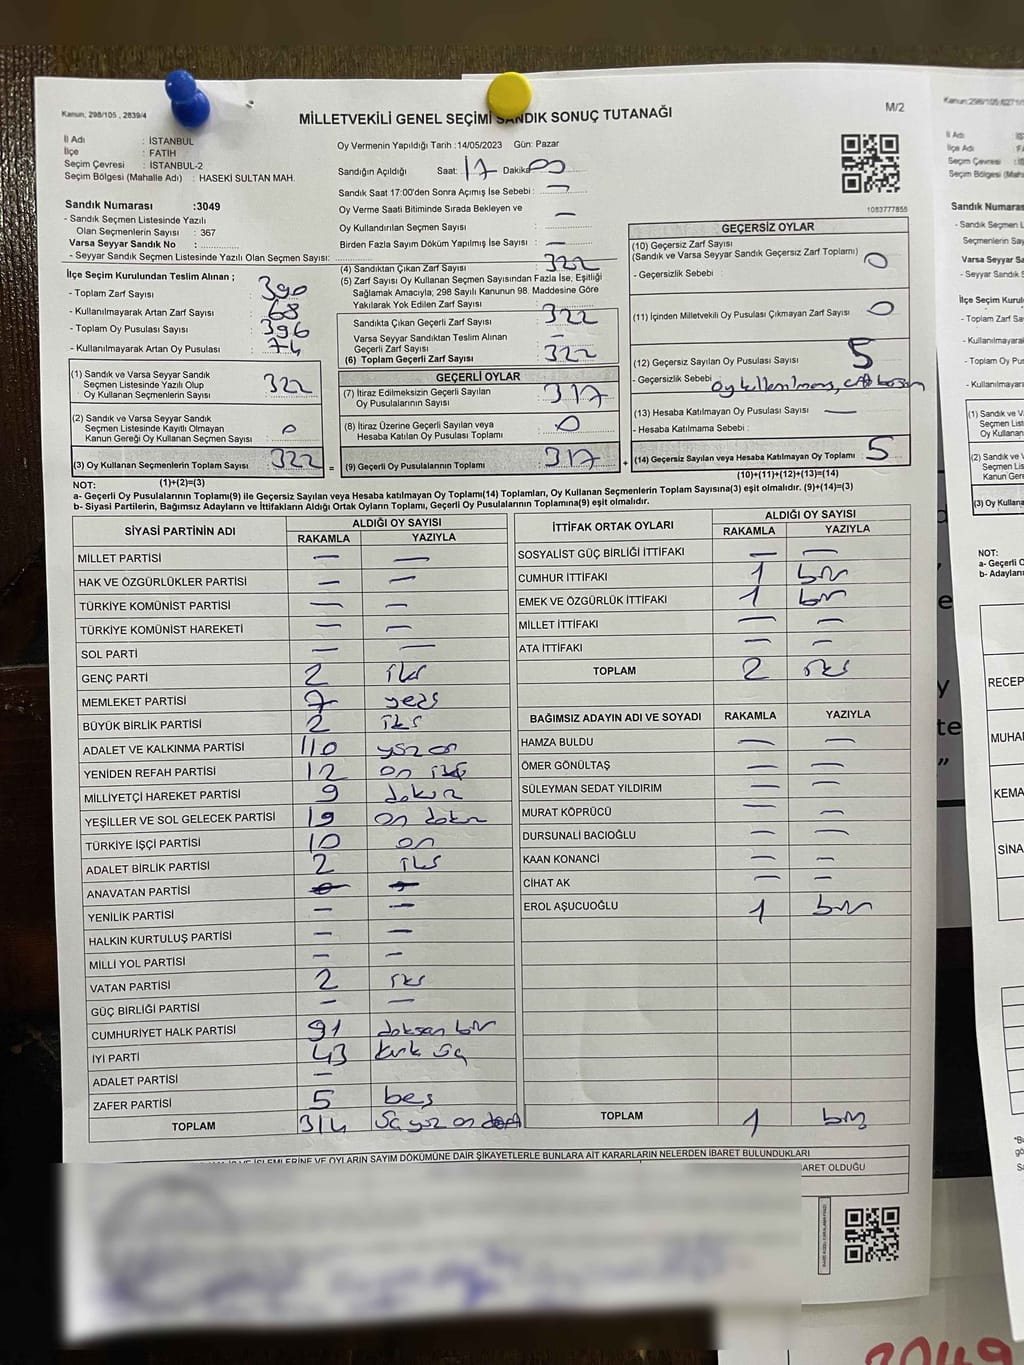 Kanun: 298/105 , 2839/4
MİLLETVEKİLİ GENEL SEÇİMİ SANDIK SONUÇ TUTANAĞI
M/2
İl Adı : İSTANBUL
İlçe : FATİH
Seçim Çevresi : İSTANBUL-2
Seçim Bölgesi (Mahalle Adı) : HASEKİ SULTAN MAH.
Oy Vermenin Yapıldığı Tarih :14/05/2023 Gün: Pazar
Sandığın Açıldığı Saat: 17 Dakika 00
Sandık Saat 17:00'den Sonra Açımış İse Sebebi : —
Oy Verme Saati Bitiminde Sırada Bekleyen ve
Oy Kullandırılan Seçmen Sayısı : —
Birden Fazla Sayım Döküm Yapılmış İse Sayısı : —
1083777855
Sandık Numarası :3049
- Sandık Seçmen Listesinde Yazılı
Olan Seçmenlerin Sayısı : 367
Varsa Seyyar Sandık No :
- Seyyar Sandık Seçmen Listesinde Yazılı Olan Seçmen Sayısı:
İlçe Seçim Kurulundan Teslim Alınan ;
- Toplam Zarf Sayısı : 390
- Kullanılmayarak Artan Zarf Sayısı : 68
- Toplam Oy Pusulası Sayısı : 396
- Kullanılmayarak Artan Oy Pusulası : 74
(1) Sandık ve Varsa Seyyar Sandık
Seçmen Listesinde Yazılı Olup
Oy Kullanan Seçmenlerin Sayısı : 322
(2) Sandık ve Varsa Seyyar Sandık
Seçmen Listesinde Kayıtlı Olmayan
Kanun Gereği Oy Kullanan Seçmen Sayısı : 0
(3) Oy Kullanan Seçmenlerin Toplam Sayısı : 322 =
(1)+(2)=(3)
(4) Sandıktan Çıkan Zarf Sayısı : 322
(5) Zarf Sayısı Oy Kullanan Seçmen Sayısından Fazla İse, Eşitliği
Sağlamak Amacıyla; 298 Sayılı Kanunun 98. Maddesine Göre
Yakılarak Yok Edilen Zarf Sayısı :
Sandıkta Çıkan Geçerli Zarf Sayısı : 322
Varsa Seyyar Sandıktan Teslim Alınan
Geçerli Zarf Sayısı : —
(6) Toplam Geçerli Zarf Sayısı : 322
GEÇERLİ OYLAR
(7) İtiraz Edilmeksizin Geçerli Sayılan
Oy Pusulalarının Sayısı : 317
(8) İtiraz Üzerine Geçerli Sayılan veya
Hesaba Katılan Oy Pusulası Toplamı : 0
(9) Geçerli Oy Pusulalarının Toplamı : 317 +
GEÇERSİZ OYLAR
(10) Geçersiz Zarf Sayısı
(Sandık ve Varsa Seyyar Sandık Geçersiz Zarf Toplamı) : 0
- Geçersizlik Sebebi :
(11) İçinden Milletvekili Oy Pusulası Çıkmayan Zarf Sayısı : 0
(12) Geçersiz Sayılan Oy Pusulası Sayısı : 5
- Geçersizlik Sebebi :
(13) Hesaba Katılmayan Oy Pusulası Sayısı : —
- Hesaba Katılmama Sebebi :
(14) Geçersiz Sayılan veya Hesaba Katılmayan Oy Toplamı : 5
(10)+(11)+(12)+(13)=(14)
NOT:
a- Geçerli Oy Pusulalarının Toplamı(9) ile Geçersiz Sayılan veya Hesaba katılmayan Oy Toplamı(14) Toplamları, Oy Kullanan Seçmenlerin Toplam Sayısına(3) eşit olmalıdır. (9)+(14)=(3)
b- Siyasi Partilerin, Bağımsız Adayların ve İttifakların Aldığı Ortak Oyların Toplamı, Geçerli Oy Pusulalarının Toplamına(9) eşit olmalıdır.
SİYASİ PARTİNİN ADI ALDIĞI OY SAYISI
RAKAMLA YAZIYLA
MİLLET PARTİSİ — —
HAK VE ÖZGÜRLÜKLER PARTİSİ — —
TÜRKİYE KOMÜNİST PARTİSİ — —
TÜRKİYE KOMÜNİST HAREKETİ — —
SOL PARTİ — —
GENÇ PARTİ 2 iki
MEMLEKET PARTİSİ 7 yedi
BÜYÜK BİRLİK PARTİSİ 2 iki
ADALET VE KALKINMA PARTİSİ 110 yüz on
YENİDEN REFAH PARTİSİ 12 on iki
MİLLİYETÇİ HAREKET PARTİSİ 9 dokuz
YEŞİLLER VE SOL GELECEK PARTİSİ 19 on dokuz
TÜRKİYE İŞÇİ PARTİSİ 10 on
ADALET BİRLİK PARTİSİ 2 iki
ANAVATAN PARTİSİ — —
YENİLİK PARTİSİ — —
HALKIN KURTULUŞ PARTİSİ — —
MİLLİ YOL PARTİSİ — —
VATAN PARTİSİ 2 iki
GÜÇ BİRLİĞİ PARTİSİ — —
CUMHURİYET HALK PARTİSİ 91 doksan bir
İYİ PARTİ 43 kırk üç
ADALET PARTİSİ —
ZAFER PARTİSİ 5 beş
TOPLAM 314 üç yüz on dört
İTTİFAK ORTAK OYLARI ALDIĞI OY SAYISI
RAKAMLA YAZIYLA
SOSYALİST GÜÇ BİRLİĞİ İTTİFAKI — —
CUMHUR İTTİFAKI 1 bir
EMEK VE ÖZGÜRLÜK İTTİFAKI 1 bir
MİLLET İTTİFAKI — —
ATA İTTİFAKI — —
TOPLAM 2 iki
BAĞIMSIZ ADAYIN ADI VE SOYADI RAKAMLA YAZIYLA
HAMZA BULDU — —
ÖMER GÖNÜLTAŞ — —
SÜLEYMAN SEDAT YILDIRIM — —
MURAT KÖPRÜCÜ — —
DURSUNALİ BACIOĞLU — —
KAAN KONANCİ — —
CİHAT AK — —
EROL AŞUCUOĞLU 1 bir
TOPLAM 1 bir
İŞLEMLERİNE VE OYLARIN SAYIM DÖKÜMÜNE DAİR ŞİKAYETLERLE BUNLARA AİT KARARLARIN NELERDEN İBARET BULUNDUKLARI
BARET OLDUĞU
3049